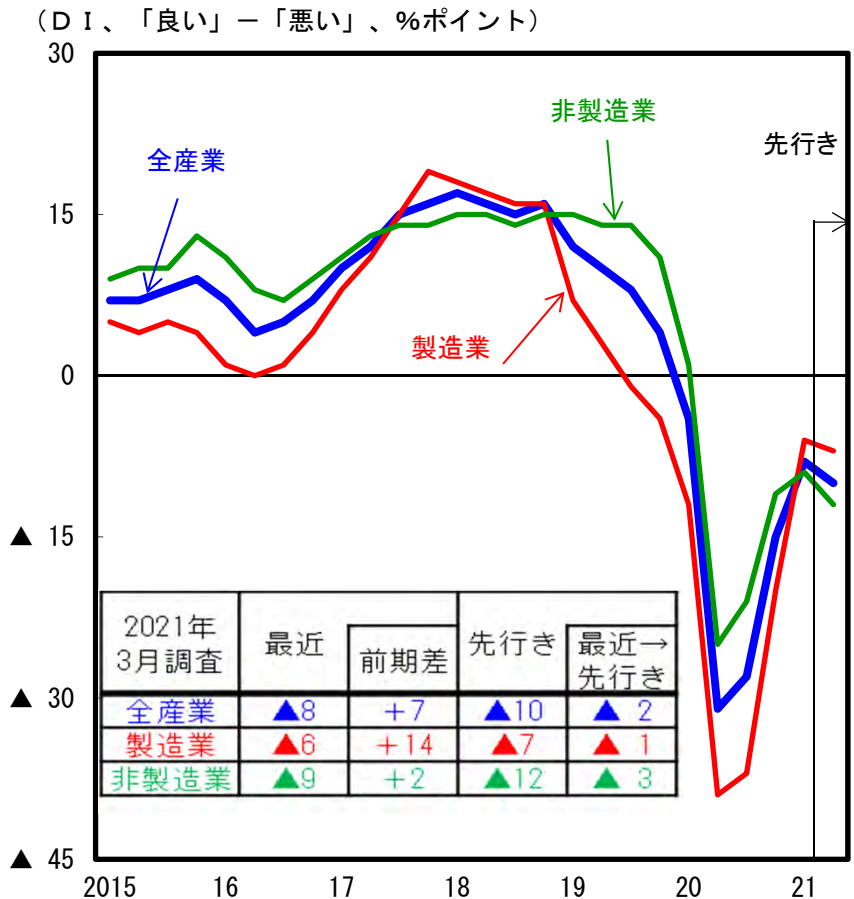 （ＤＩ、「良い」－「悪い」、%ポイント）
30
非製造業
先行き
全産業
15
製造業
0
▲ 15
2021年
3月調査
最近
前期差
先行き
最近→
先行き
全産業 ▲8 +7 ▲10 ▲ 2
製造業 ▲6 +14 ▲7 ▲ 1
非製造業 ▲9 +2 ▲12 ▲ 3
▲ 30
▲ 45
2015 16 17 18 19 20 21